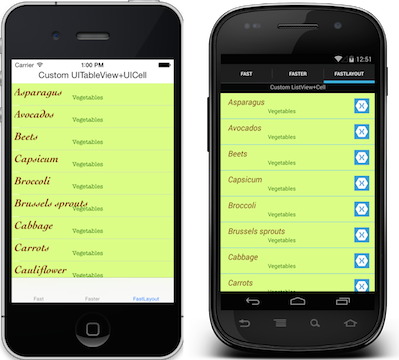 Carrier 1:00 PM
Custom UITableView+UICell
Asparagus
Vegetables
Avocados
Vegetables
Beets
Vegetables
Capsicum
Vegetables
Broccoli
Vegetables
Brussels sprouts
Vegetables
Cabbage
Vegetables
Carrots
Vegetables
Cauliflower
Vegetables
Fast Faster FastLayout
12:51
FAST FASTER FASTLAYOUT
Custom ListView+Cell
Asparagus
Vegetables
Avocados
Vegetables
Beets
Vegetables
Capsicum
Vegetables
Broccoli
Vegetables
Brussels sprouts
Vegetables
Cabbage
Vegetables
Carrots
Vegetables